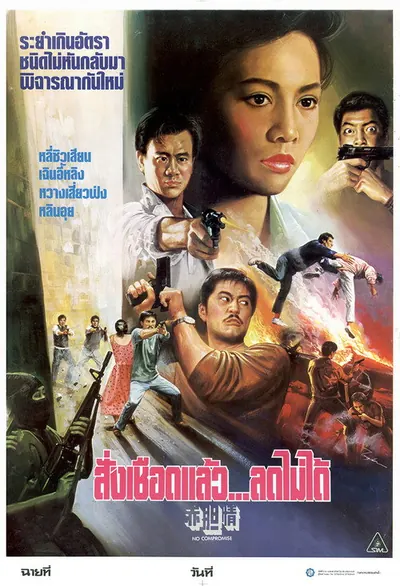 ระยำเกินอัตรา
ชนิดไม่หันกลับมา
พิจารณากันใหม่
หลี่ซิวเสียน
เฉินอี้หลิง
หวางเสี่ยวฟง
หลินอุย
สั่งเชือดแล้ว...ลดไม่ได้
赤胆情
NO COMPROMISE
ฉายที่
วันที่